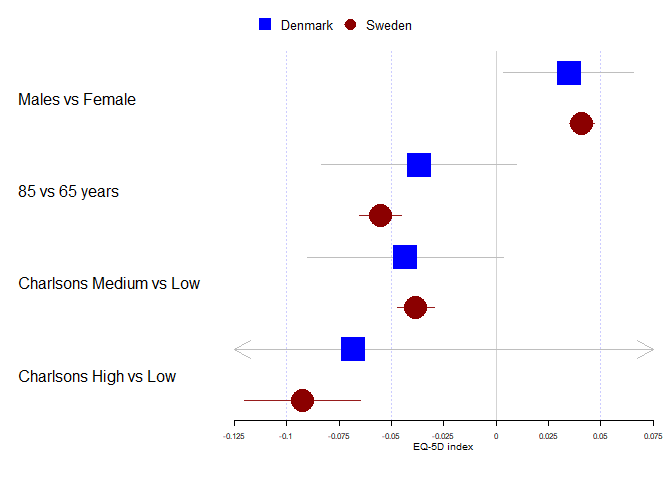 Denmark Sweden
Males vs Female
85 vs 65 years
Charlsons Medium vs Low
Charlsons High vs Low
-0.125 -0.1 -0.075 -0.05 -0.025 0 0.025 0.05 0.075
EQ-5D index